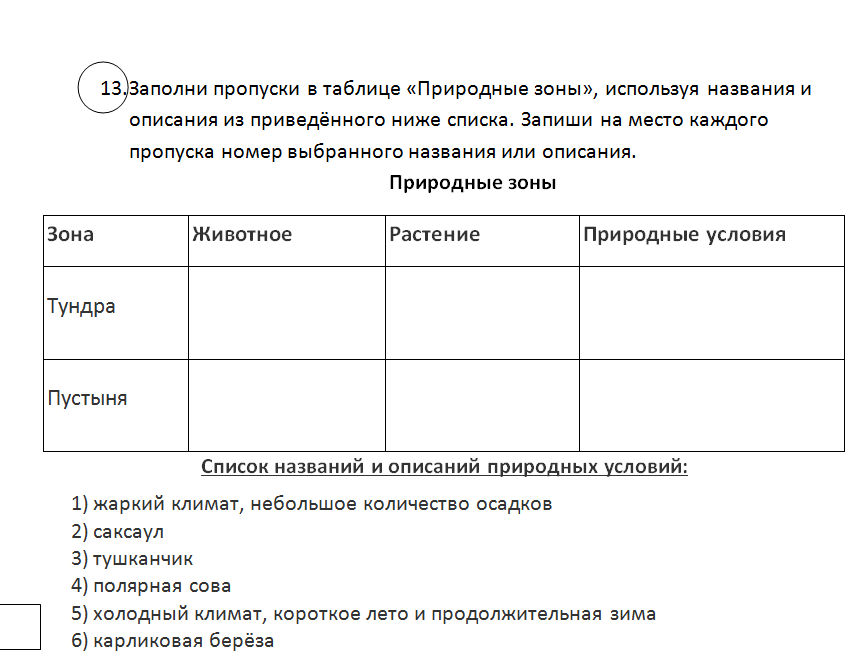 13. Заполни пропуски в таблице «Природные зоны», используя названия и
описания из приведённого ниже списка. Запиши на место каждого
пропуска номер выбранного названия или описания.
Природные зоны
Зона Животное Растение Природные условия
Тундра
Пустыня
Список названий и описаний природных условий:
1) жаркий климат, небольшое количество осадков
2) саксаул
3) тушканчик
4) полярная сова
5) холодный климат, короткое лето и продолжительная зима
6) карликовая берёза